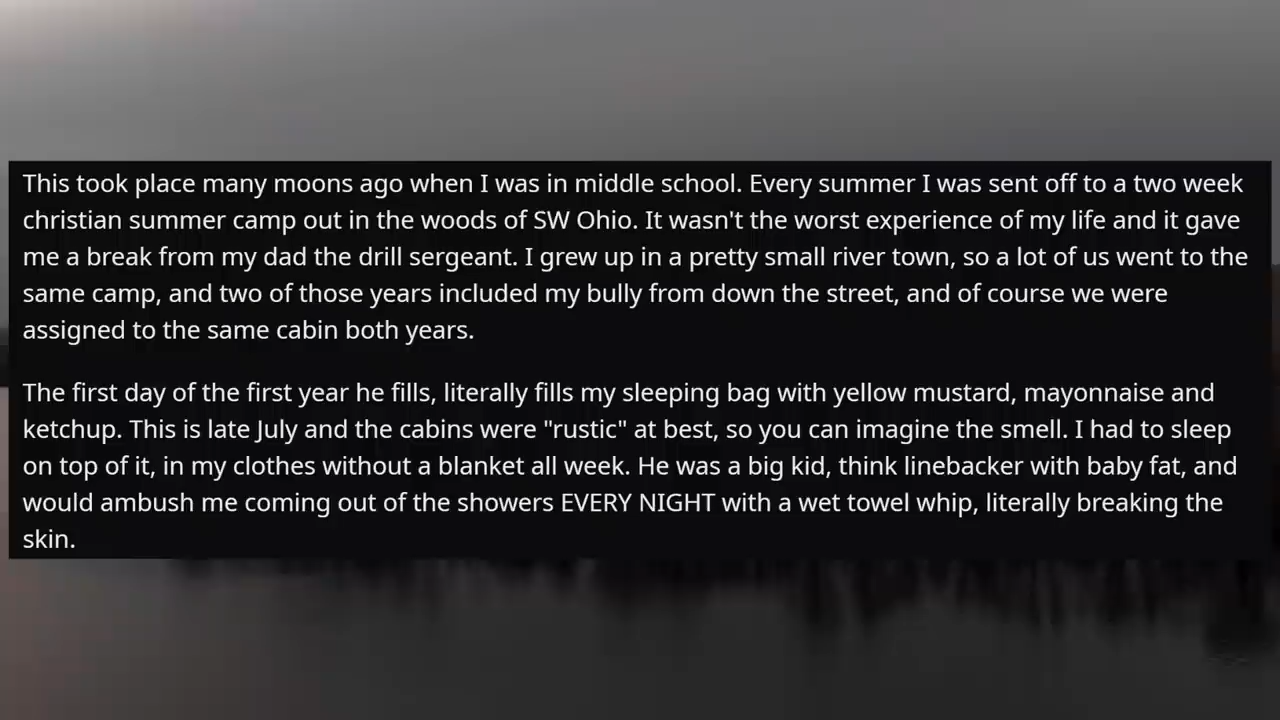 This took place many moons ago when I was in middle school. Every summer I was sent off to a two week
christian summer camp out in the woods of SW Ohio. It wasn't the worst experience of my life and it gave
me a break from my dad the drill sergeant. I grew up in a pretty small river town, so a lot of us went to the
same camp, and two of those years included my bully from down the street, and of course we were
assigned to the same cabin both years.
The first day of the first year he fills, literally fills my sleeping bag with yellow mustard, mayonnaise and
ketchup. This is late July and the cabins were "rustic" at best, so you can imagine the smell. I had to sleep
on top of it, in my clothes without a blanket all week. He was a big kid, think linebacker with baby fat, and
would ambush me coming out of the showers EVERY NIGHT with a wet towel whip, literally breaking the
skin.